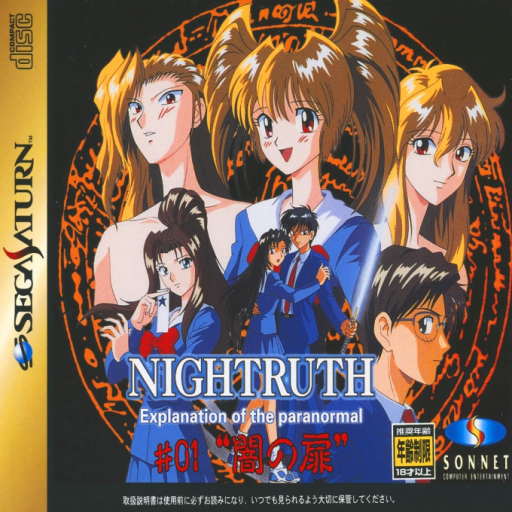 COMPACT
disc
SEGA SATURN™
NIGHTRUTH
Explanation of the paranormal
#01 “闇の扉”
推奨年齢
年齢制限
18才以上
SONNET
COMPUTER ENTERTAINMENT
取扱説明書は使用前に必ずお読みになり、いつでも見られるよう大切に保管してください。